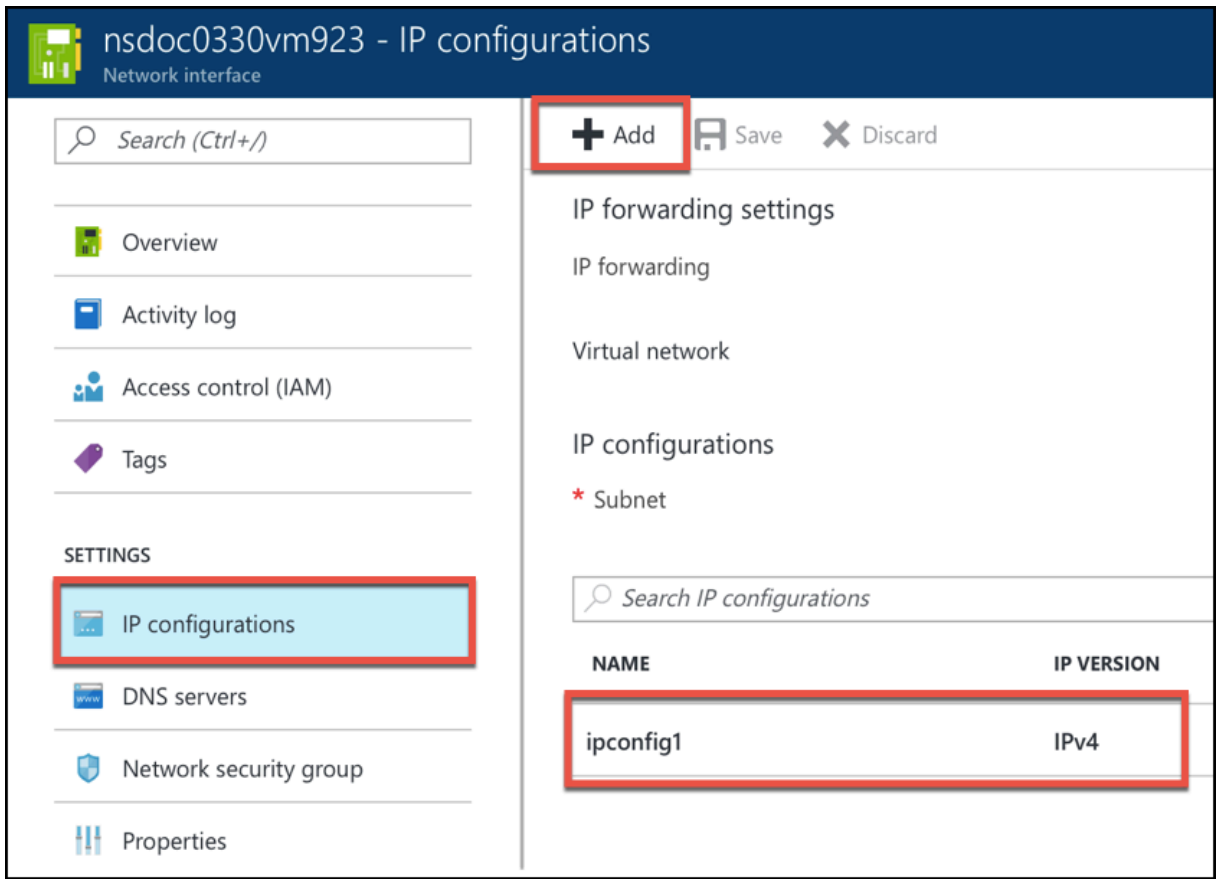 nsdoc0330vm923 - IP configurations
Network interface
Search (Ctrl+/)
Overview
Activity log
Access control (IAM)
Tags
SETTINGS
IP configurations
www
DNS servers
Network security group
Properties
Add
Save
Discard
IP forwarding settings
IP forwarding
Virtual network
IP configurations
* Subnet
Search IP configurations
NAME IP VERSION
ipconfig1 IPv4